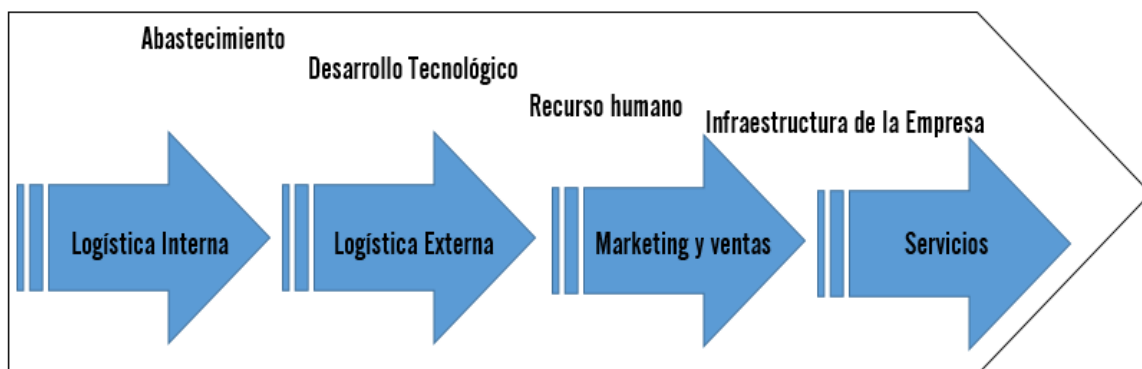 Abastecimiento
Desarrollo Tecnológico
Recurso humano
Infraestructura de la Empresa
Logística Interna
Logística Externa
Marketing y ventas
Servicios